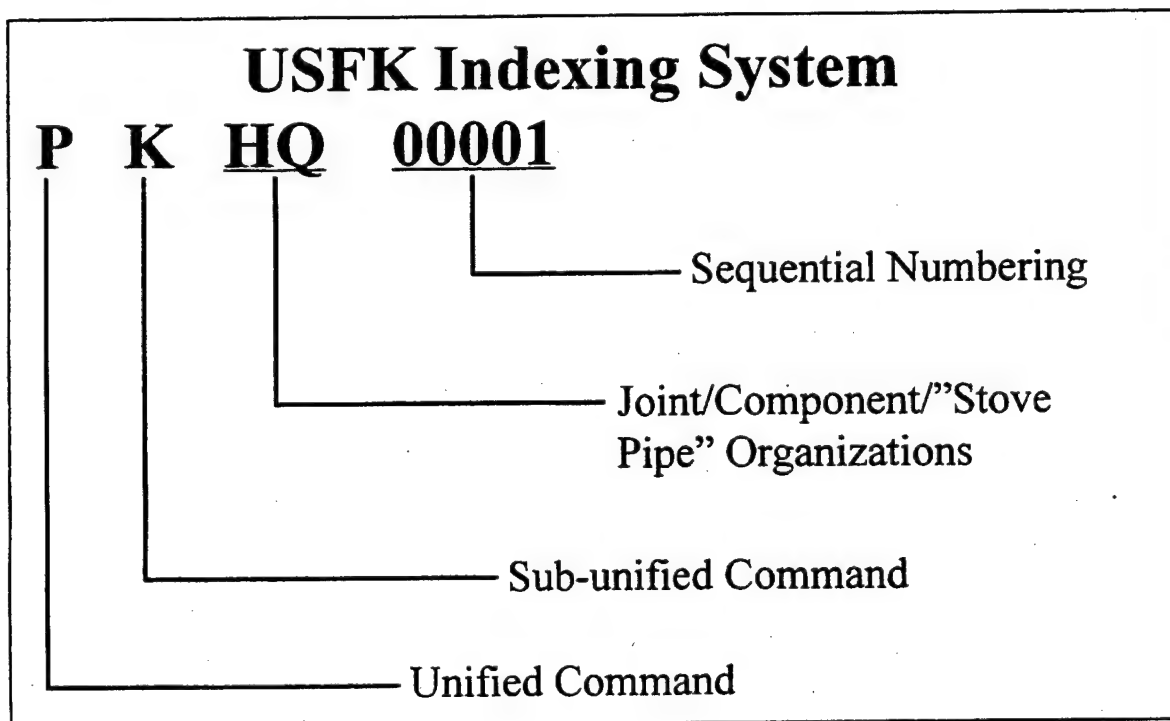 USFK Indexing System
P K HQ 00001
Sequential Numbering
Joint/Component/”Stove
Pipe” Organizations
Sub-unified Command
Unified Command